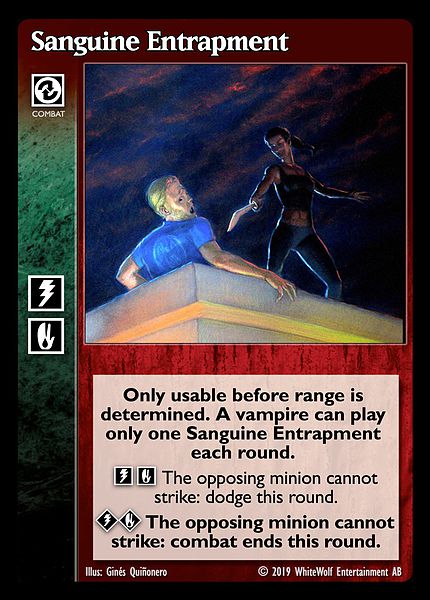 Sanguine Entrapment
COMBAT
Only usable before range is
determined. A vampire can play
only one Sanguine Entrapment
each round.
The opposing minion cannot
strike: dodge this round.
The opposing minion cannot
strike: combat ends this round.
Illus: Ginés Quiñonero
© 2019 WhiteWolf Entertainment AB